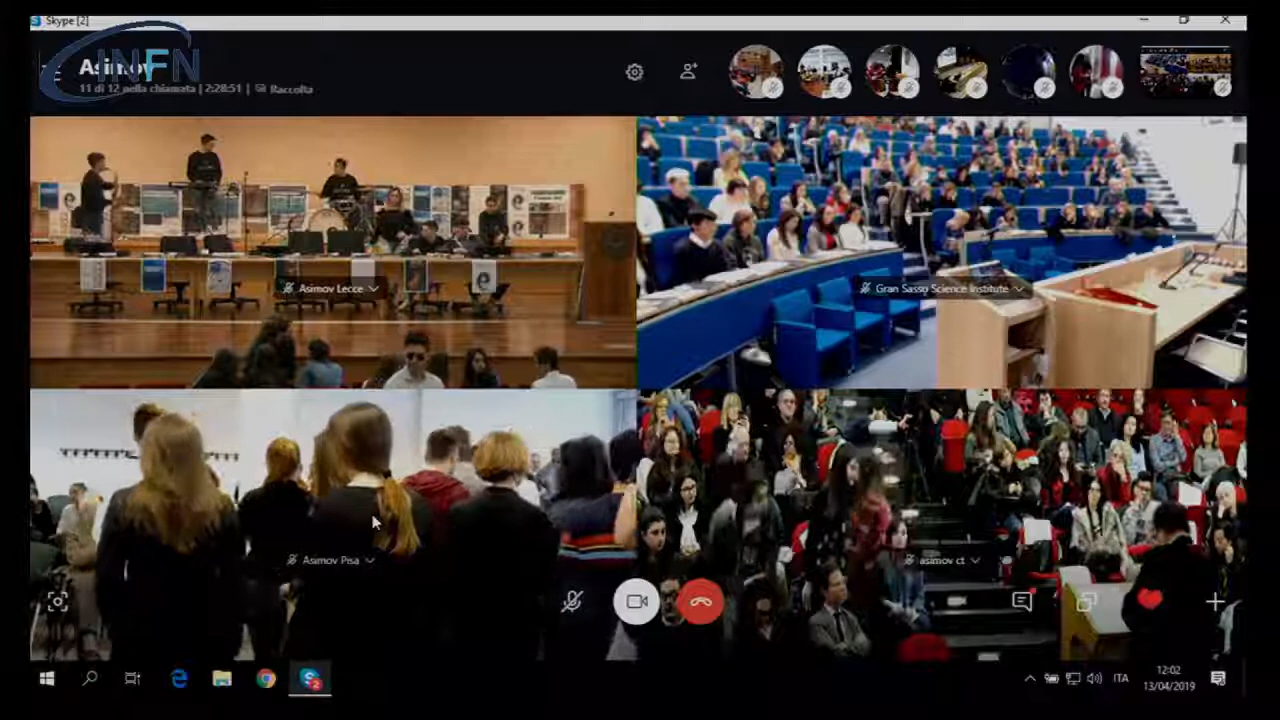 Skype [2]
INFN
Asimov
11 di 12 nella chiamata | 2:28:51 | Raccolta
Asimov Lecce
Gran Sasso Science Institute
Asimov Pisa
asimov ct
2
ITA
12:02
13/04/2019